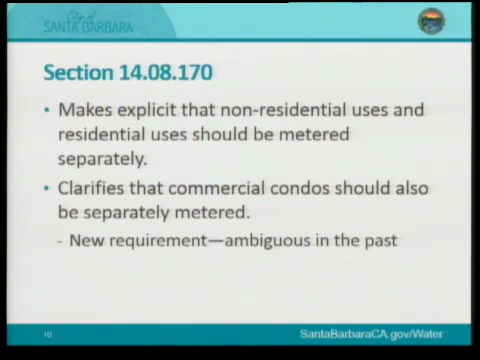 City of
SANTA BARBARA
Section 14.08.170
• Makes explicit that non-residential uses and
residential uses should be metered
separately.
• Clarifies that commercial condos should also
be separately metered.
- New requirement—ambiguous in the past
10
SantaBarbaraCA.gov/Water